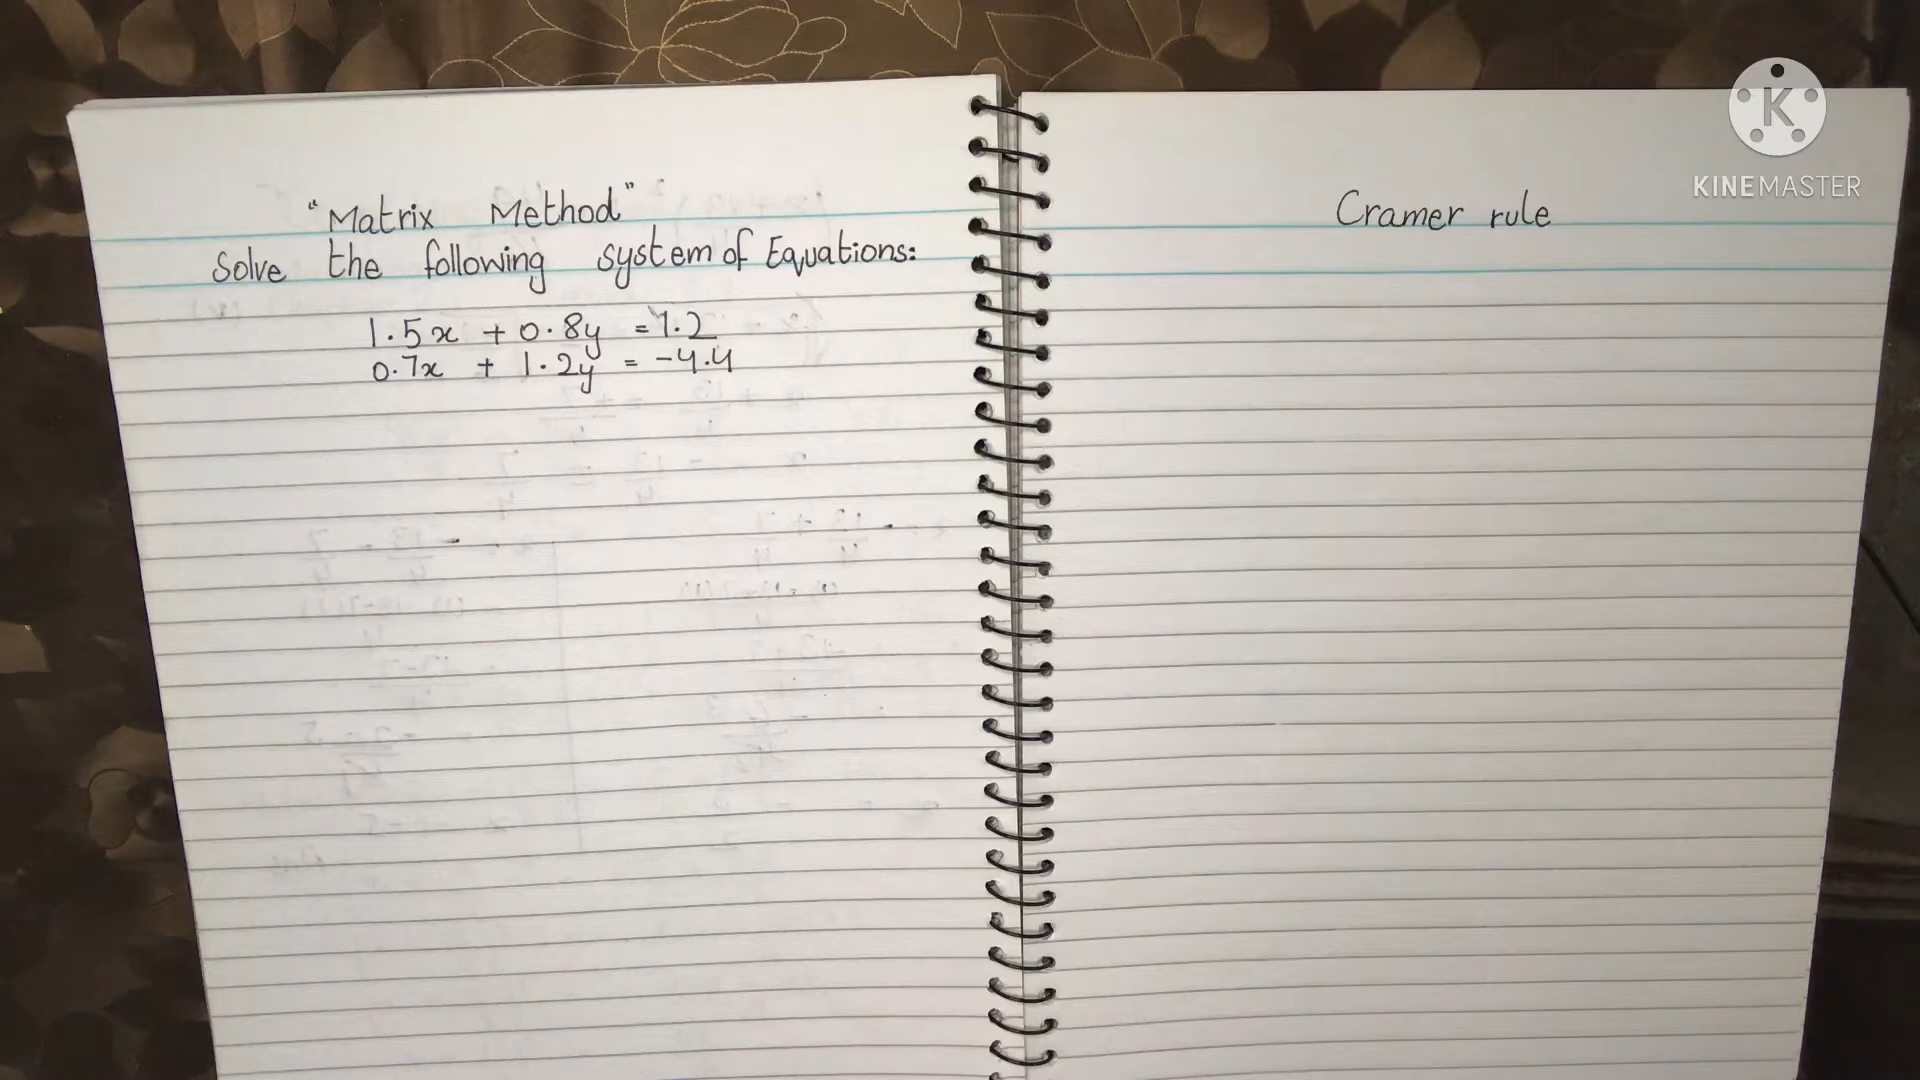 "Matrix Method"
Solve the following system of Equations:
1.5x + 0.8y = 1.2
0.7x + 1.2y = -4.4
Cramer rule
K
KINEMASTER